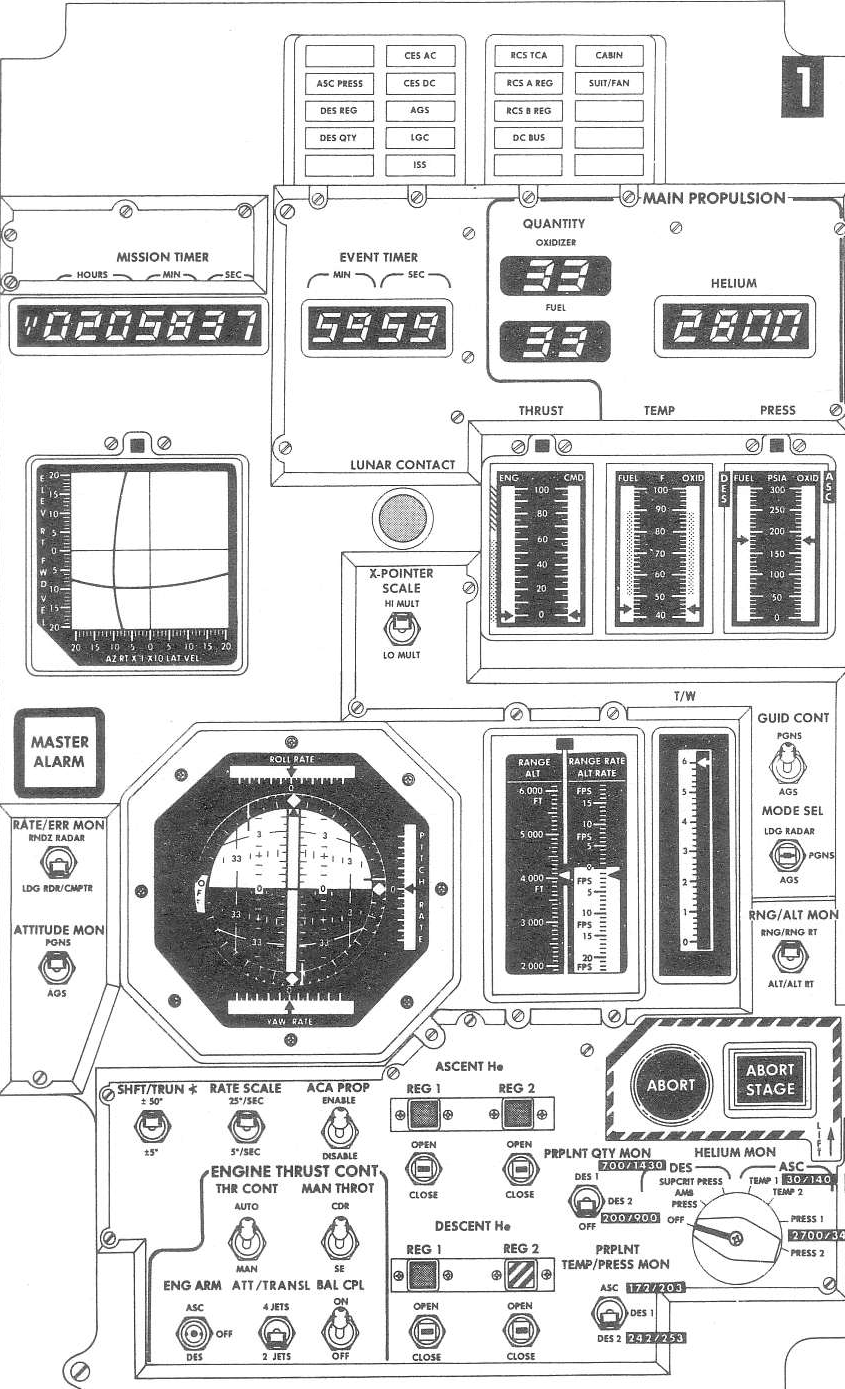 1
CES AC
RCS TCA
CABIN
ASC PRESS
CES DC
RCS A REG
SUIT/FAN
DES REG
AGS
RCS B REG
DES QTY
LGC
DC BUS
ISS
MAIN PROPULSION
QUANTITY
OXIDIZER
33
FUEL
33
HELIUM
2800
MISSION TIMER
HOURS MIN SEC
0205837
EVENT TIMER
MIN SEC
5959
THRUST TEMP PRESS
LUNAR CONTACT
ENG CMD
100
80
60
40
20
0
FUEL F OXID
100
90
80
70
60
50
40
DES
FUEL PSIA OXID
ASC
300
250
200
150
100
50
0
ELEV RT FWD VEL
20
15
10
5
0
5
10
15
20
20 15 10 5 0 5 10 15 20
AZ RT X 1 X10 LAT VEL
X-POINTER
SCALE
HI MULT
LO MULT
T/W
6
5
4
3
2
1
0
RANGE
ALT
6.000
FT
5.000
4.000
FT
3 000
2.000
RANGE RATE
ALT RATE
FPS
15
10
FPS
5
0
FPS
5
10
FPS
15
20
FPS
GUID CONT
PGNS
AGS
MODE SEL
LDG RADAR
PGNS
AGS
RNG/ALT MON
RNG/RNG RT
ALT/ALT RT
MASTER
ALARM
RATE/ERR MON
RNDZ RADAR
LDG RDR/CMPTR
ATTITUDE MON
PGNS
AGS
ROLL RATE
0
3 3
33 33
OFF
0 0
0
PITCH RATE
33 33
33 33
0
YAW RATE
SHFT/TRUN ∗
± 50°
±5°
RATE SCALE
25°/SEC
5°/SEC
ACA PROP
ENABLE
DISABLE
ASCENT He
REG 1 REG 2
OPEN OPEN
CLOSE CLOSE
ABORT
ABORT
STAGE
LIFT
ENGINE THRUST CONT
THR CONT
AUTO
MAN
MAN THROT
CDR
SE
ENG ARM
ASC
OFF
DES
ATT/TRANSL
4 JETS
2 JETS
BAL CPL
ON
OFF
DESCENT He
REG 1 REG 2
OPEN OPEN
CLOSE CLOSE
PRPLNT QTY MON
700/1430
DES 1
DES 2
OFF
200/900
HELIUM MON
DES
SUPCRIT PRESS
AMB
PRESS
OFF
ASC
TEMP 1
30/140
TEMP 2
PRESS 1
2700/34
PRESS 2
PRPLNT
TEMP/PRESS MON
ASC 172/203
DES 1
DES 2 242/253